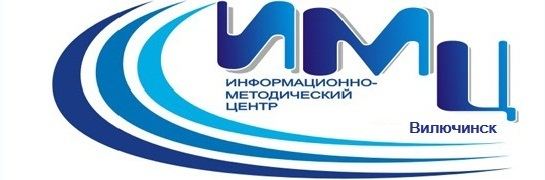 ИМЦ
ИНФОРМАЦИОННО-
МЕТОДИЧЕСКИЙ
ЦЕНТР
Вилючинск